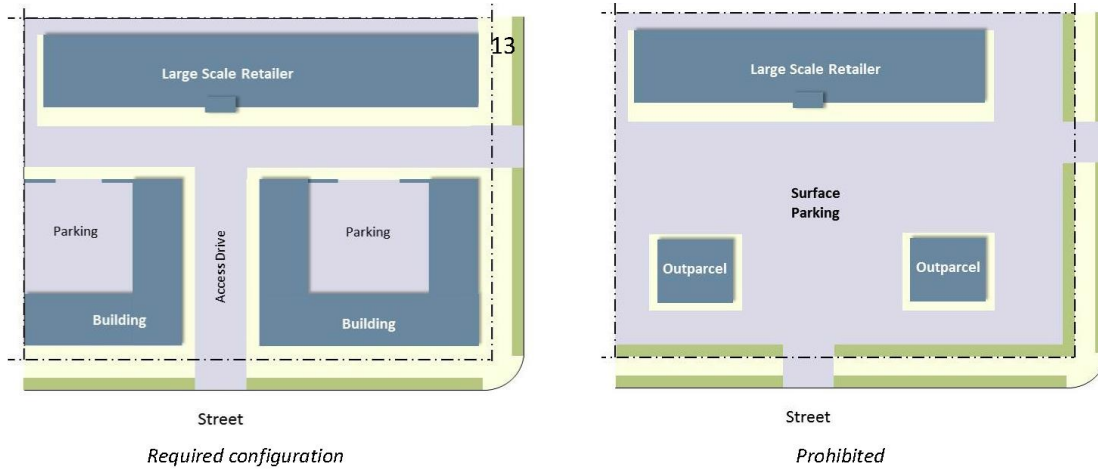 13
Large Scale Retailer
Parking
Access Drive
Parking
Building
Building
Street
Required configuration
Large Scale Retailer
Surface
Parking
Outparcel
Outparcel
Street
Prohibited